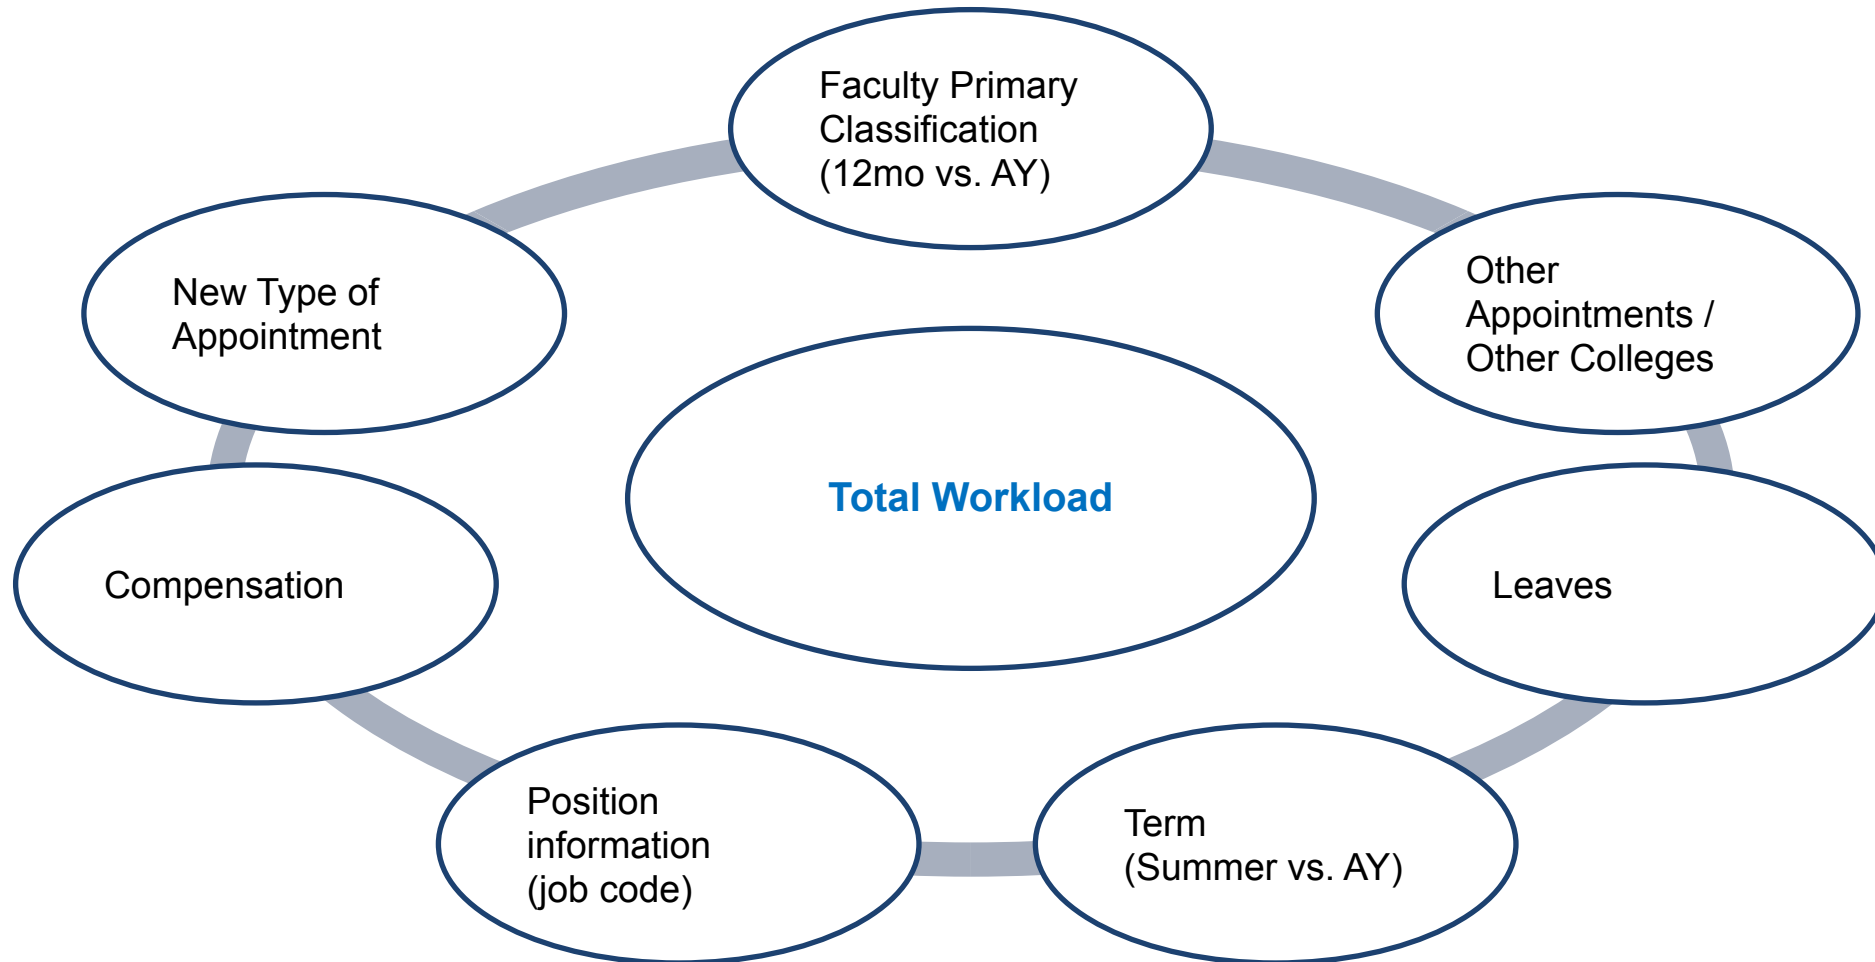 Faculty Primary
Classification
(12mo vs. AY)
Other
Appointments /
Other Colleges
Leaves
Term
(Summer vs. AY)
Position
information
(job code)
Compensation
New Type of
Appointment
Total Workload